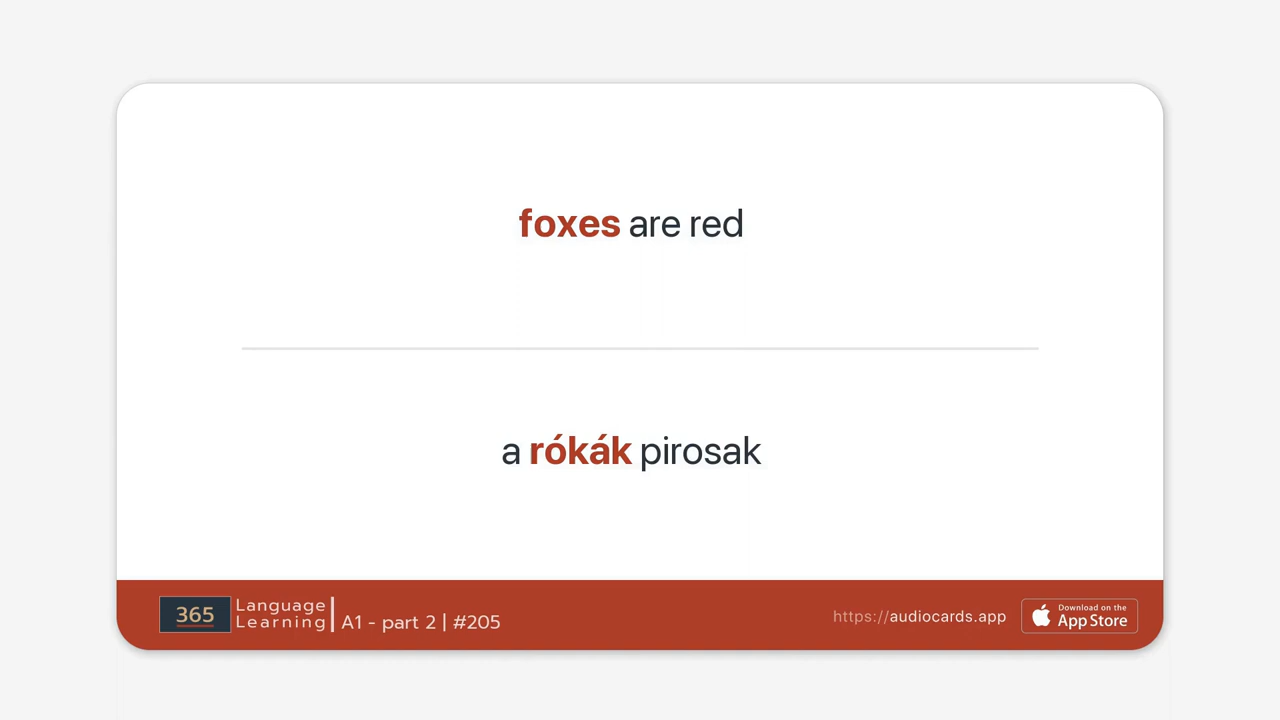 foxes are red
a rókák pirosak
365
Language
Learning
A1 - part 2 | #205
https://audiocards.app
Download on the
App Store